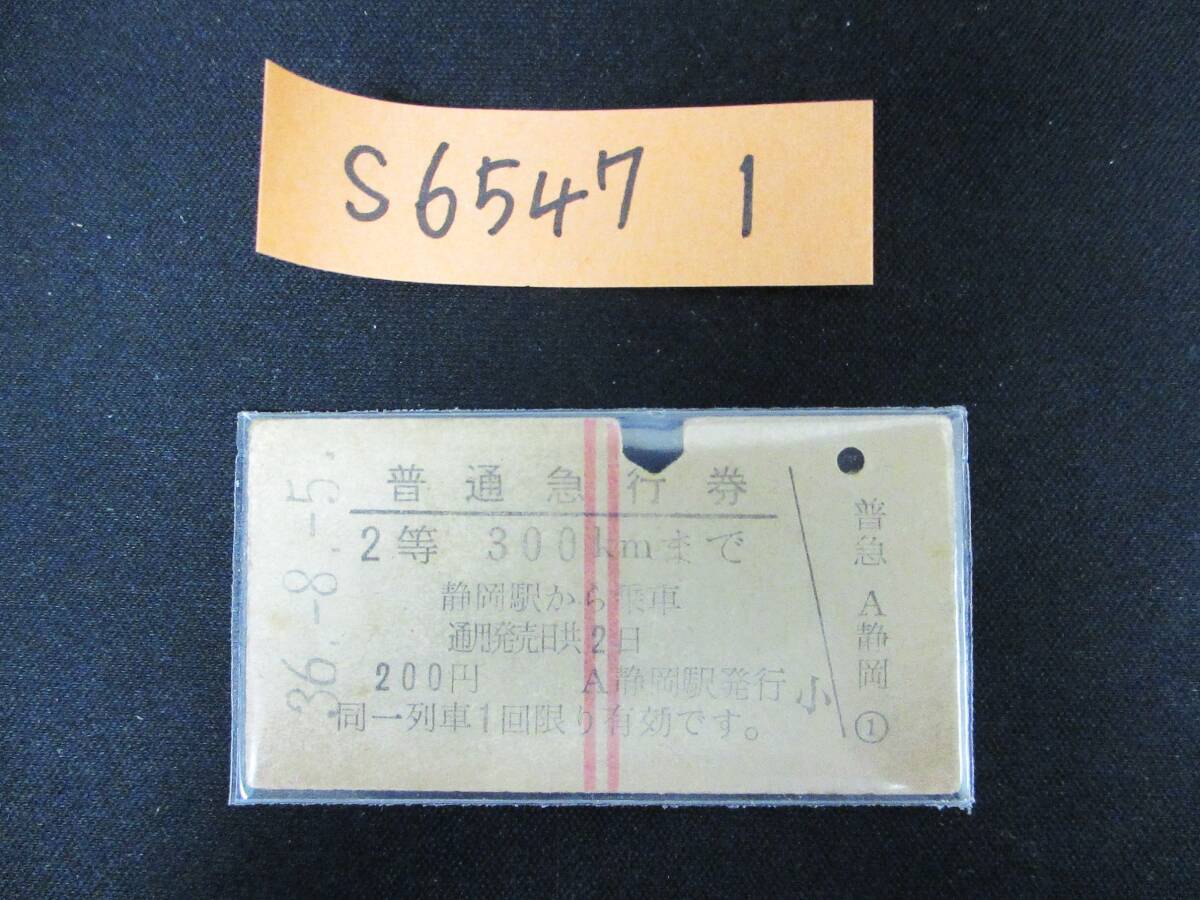 S6547 1
36.-8.-5.
普通急行券
2等 300kmまで
静岡駅から乗車
通用発売日共2日
200円 A静岡駅発行
同一列車1回限り有効です。
小
普急 A静岡 ①